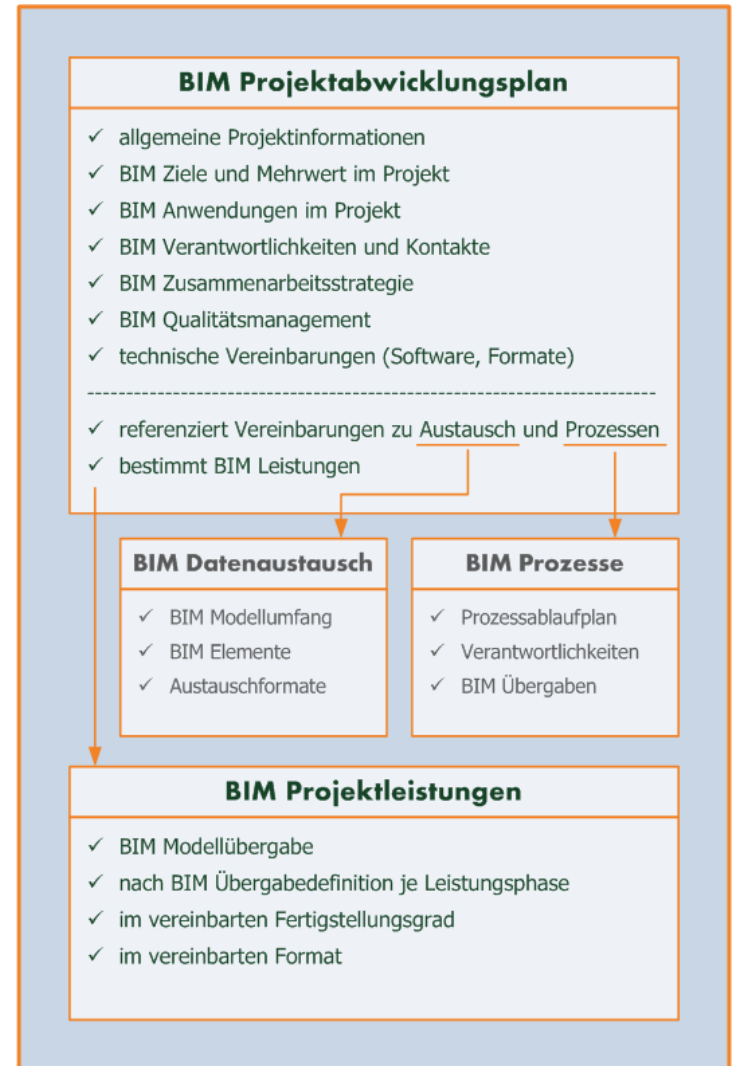 BIM Projektabwicklungsplan
✓ allgemeine Projektinformationen
✓ BIM Ziele und Mehrwert im Projekt
✓ BIM Anwendungen im Projekt
✓ BIM Verantwortlichkeiten und Kontakte
✓ BIM Zusammenarbeitsstrategie
✓ BIM Qualitätsmanagement
✓ technische Vereinbarungen (Software, Formate)
✓ referenziert Vereinbarungen zu Austausch und Prozessen
✓ bestimmt BIM Leistungen
BIM Datenaustausch
✓ BIM Modellumfang
✓ BIM Elemente
✓ Austauschformate
BIM Prozesse
✓ Prozessablaufplan
✓ Verantwortlichkeiten
✓ BIM Übergaben
BIM Projektleistungen
✓ BIM Modellübergabe
✓ nach BIM Übergabedefinition je Leistungsphase
✓ im vereinbarten Fertigstellungsgrad
✓ im vereinbarten Format